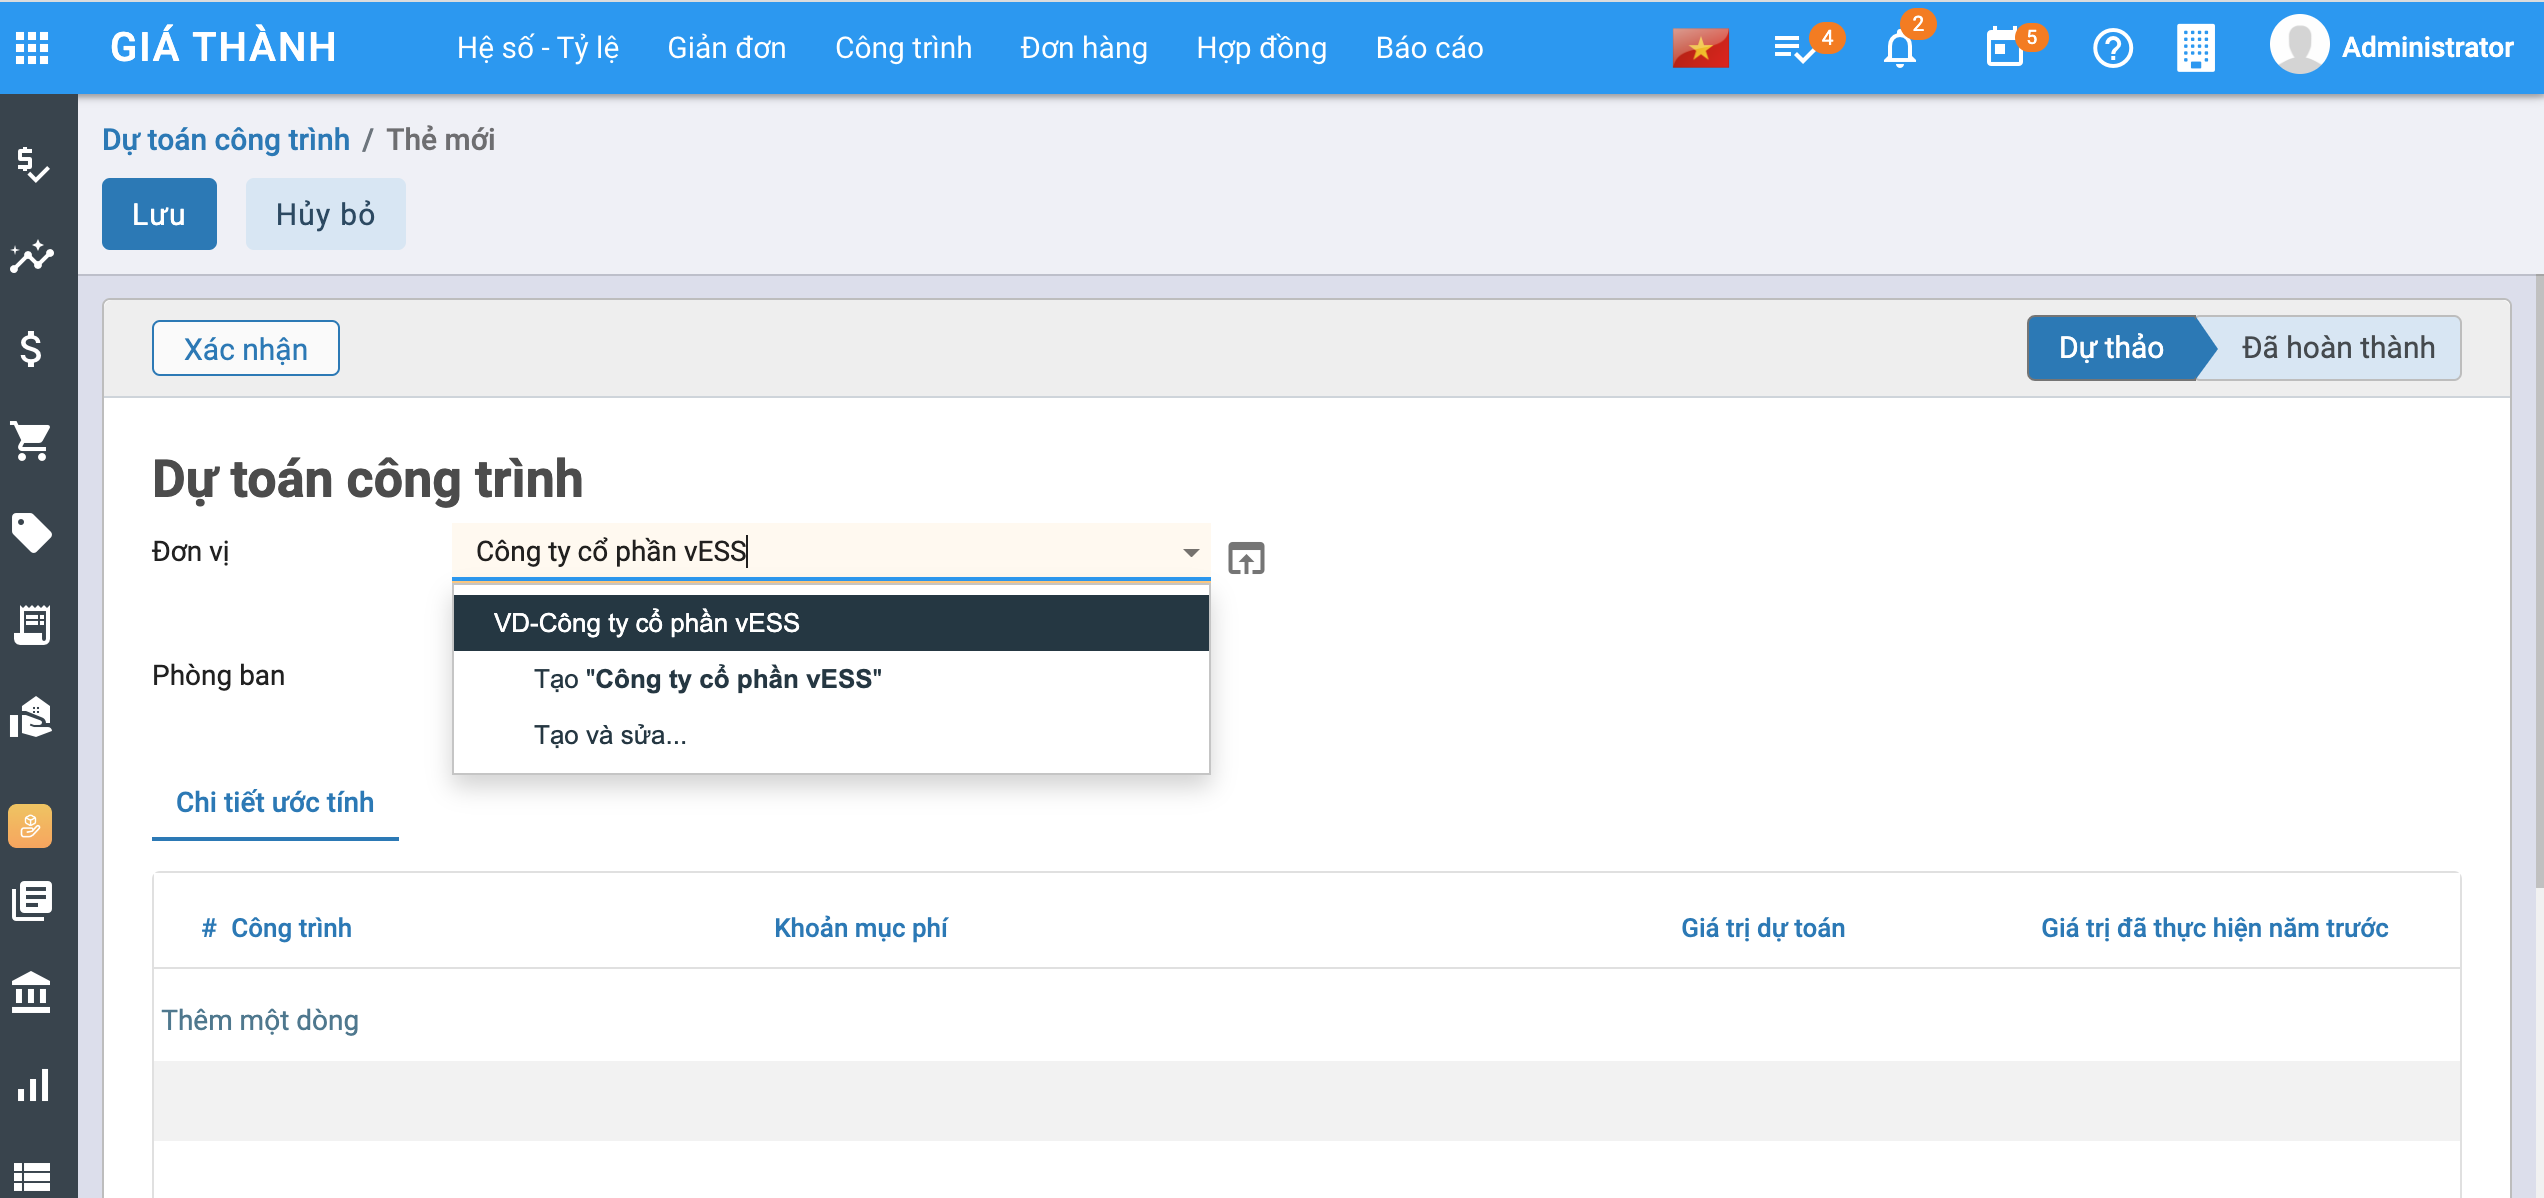 GIÁ THÀNH
Hệ số - Tỷ lệ
Giản đơn
Công trình
Đơn hàng
Hợp đồng
Báo cáo
4
2
5
Administrator
Dự toán công trình / Thẻ mới
Lưu
Hủy bỏ
Xác nhận
Dự thảo
Đã hoàn thành
Dự toán công trình
Đơn vị
Công ty cổ phần vESS
VD-Công ty cổ phần vESS
Tạo "Công ty cổ phần vESS"
Tạo và sửa...
Phòng ban
Chi tiết ước tính
# Công trình
Khoản mục phí
Giá trị dự toán
Giá trị đã thực hiện năm trước
Thêm một dòng